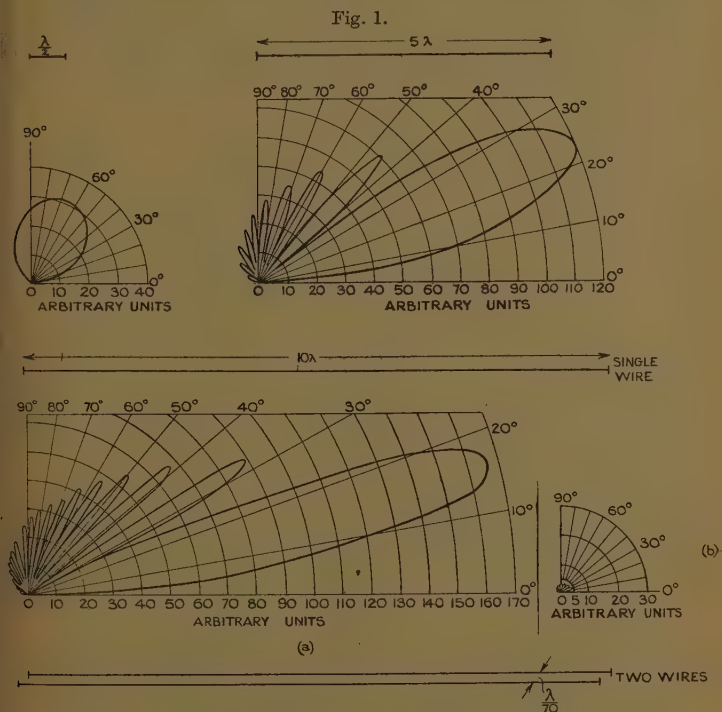 Fig. 1.
λ/2
5λ
90°
60°
30°
0°
0 10 20 30 40
ARBITRARY UNITS
90° 80° 70° 60° 50° 40°
30°
20°
10°
0°
0 10 20 30 40 50 60 70 80 90 100 110 120
ARBITRARY UNITS
10λ
SINGLE
WIRE
90° 80° 70° 60° 50° 40° 30°
20°
10°
0°
0 10 20 30 40 50 60 70 80 90 100 110 120 130 140 150 160 170
ARBITRARY UNITS
(a)
90°
60°
30°
0°
0 5 10 20 30
ARBITRARY UNITS
(b)
TWO WIRES
λ/70